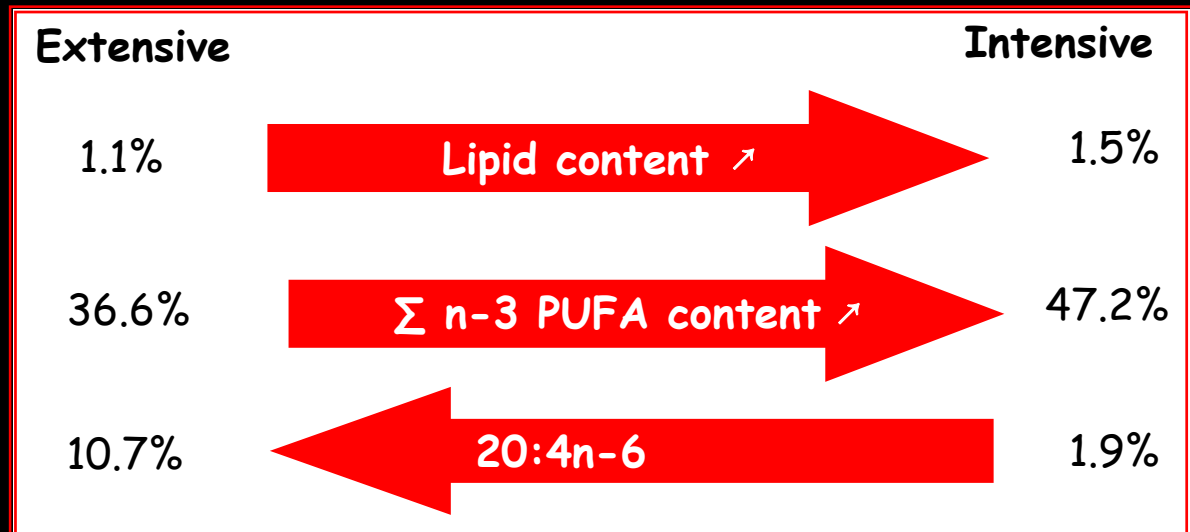 Extensive Intensive
1.1% Lipid content ↗ 1.5%
36.6% Σ n-3 PUFA content ↗ 47.2%
10.7% 20:4n-6 1.9%